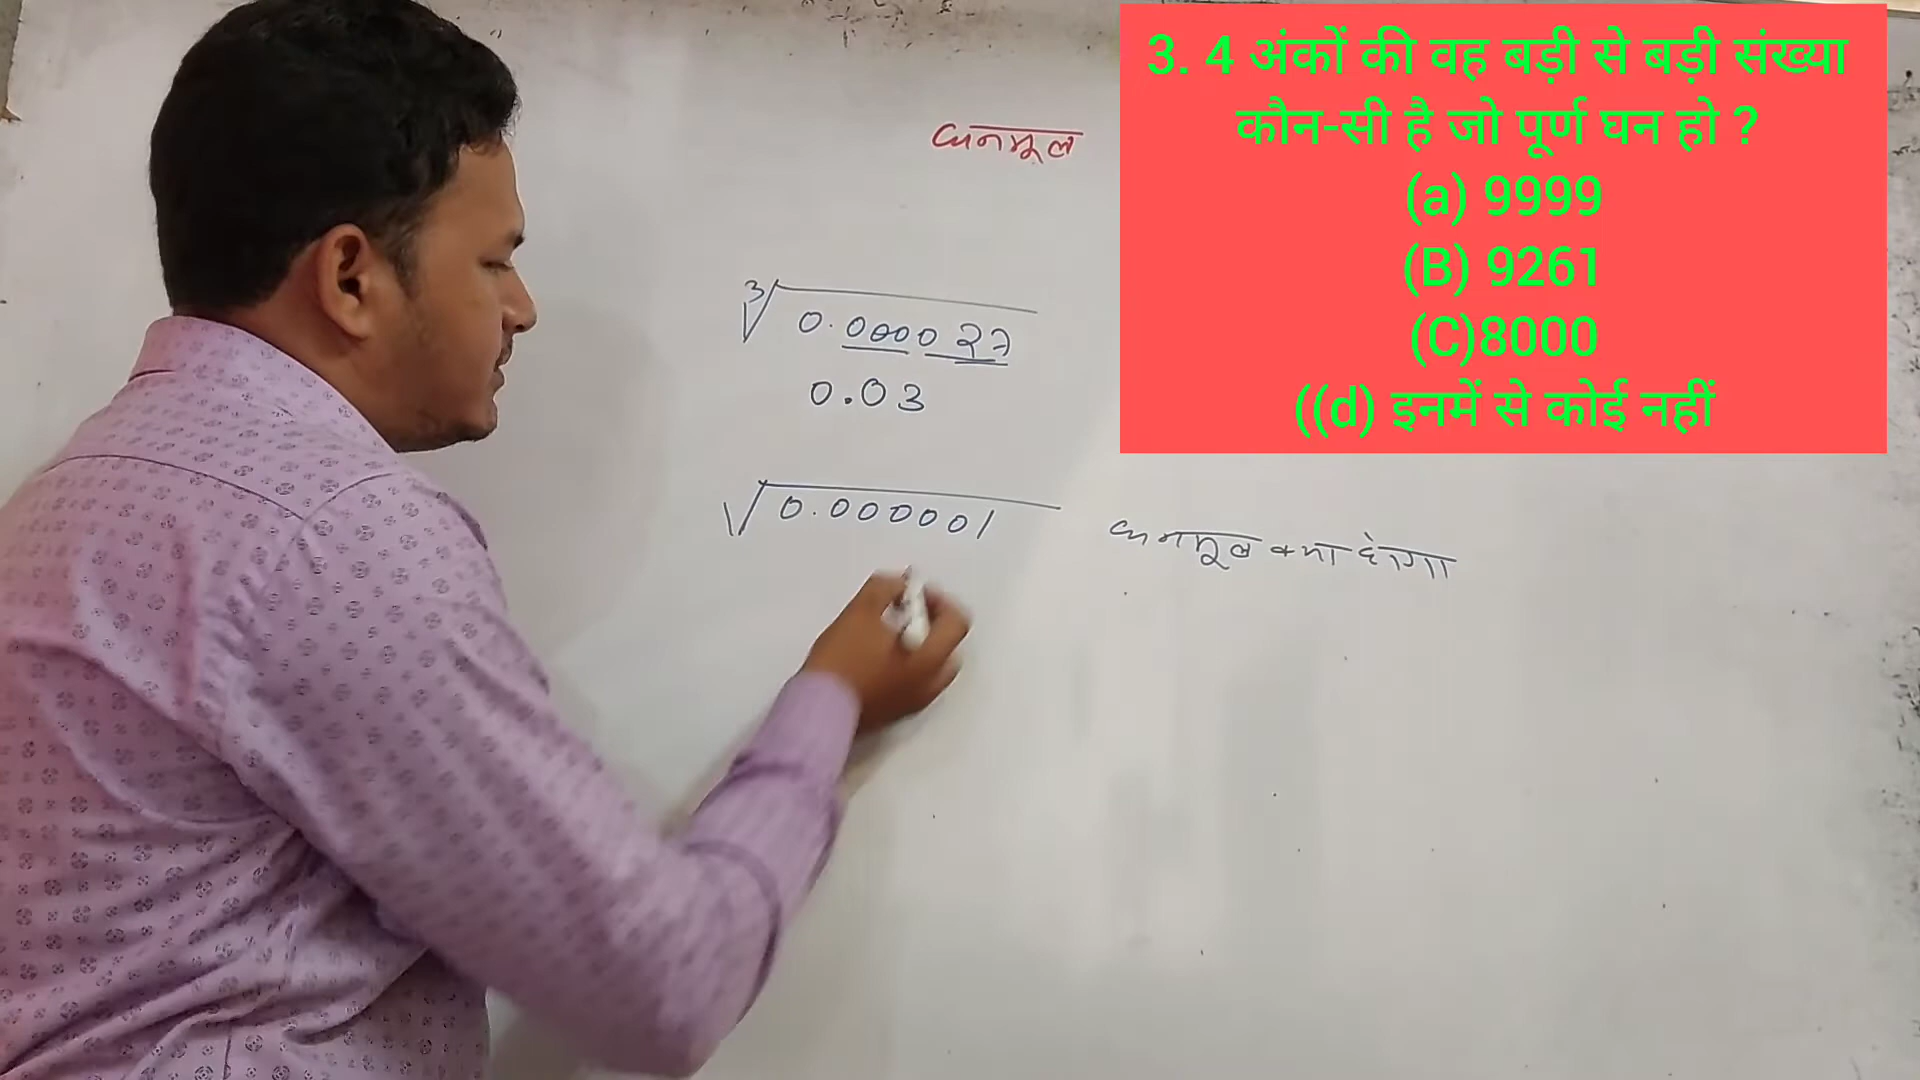 3. 4 अंकों की वह बड़ी से बड़ी संख्या
कौन-सी है जो पूर्ण घन हो ?
(a) 9999
(B) 9261
(C)8000
((d) इनमें से कोई नहीं
घनमूल
3√0.000027
0.03
√0.000001
घनमूल क्या होगा